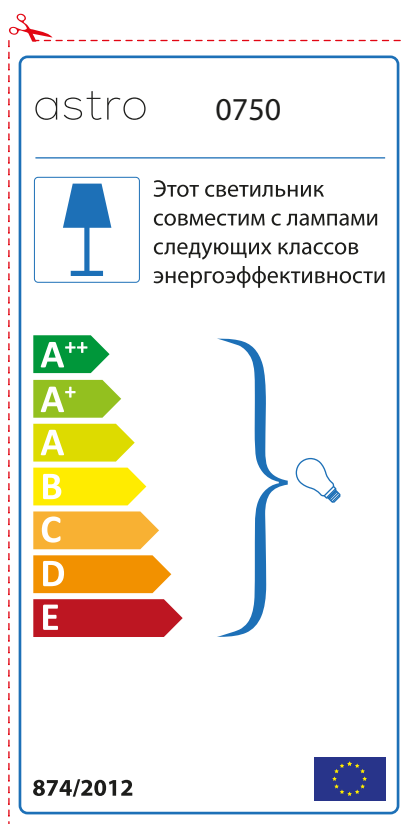 astro 0750
Этот светильник
совместим с лампами
следующих классов
энергоэффективности
A++
A+
A
B
C
D
E
874/2012